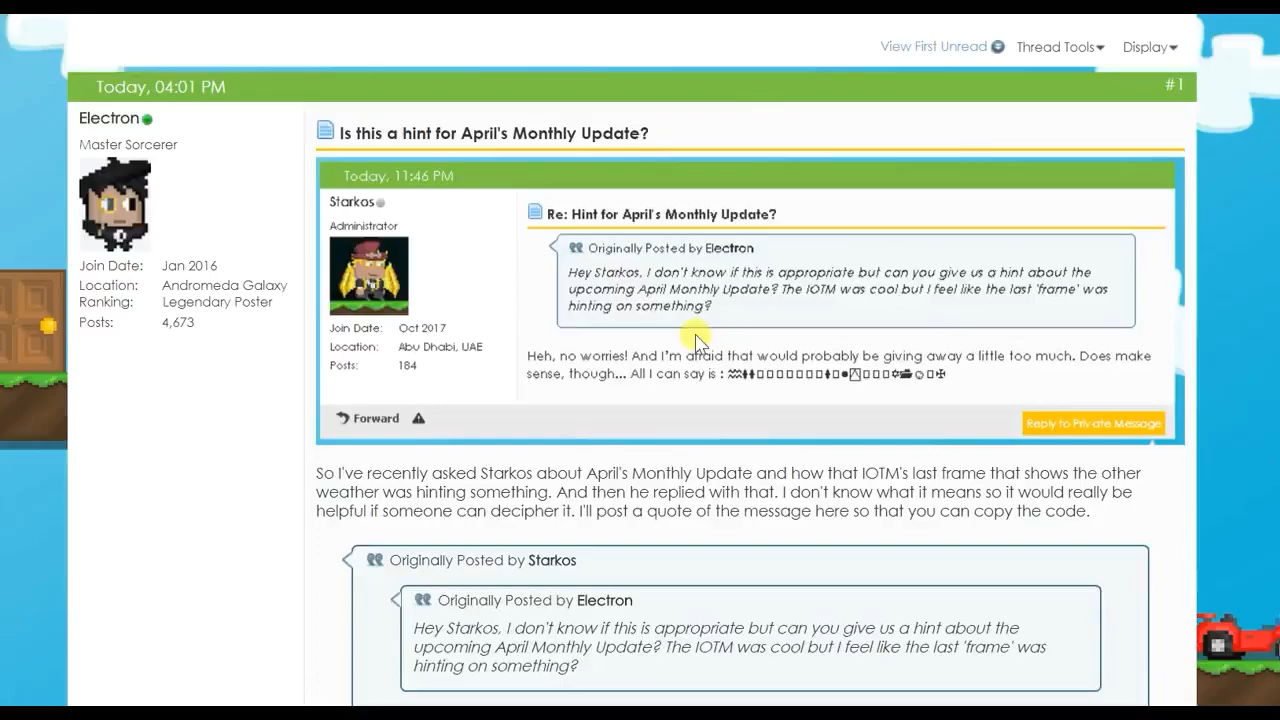 View First Unread Thread Tools Display
Today, 04:01 PM #1
Electron
Master Sorcerer
Join Date: Jan 2016
Location: Andromeda Galaxy
Ranking: Legendary Poster
Posts: 4,673
Is this a hint for April's Monthly Update?
Today, 11:46 PM
Starkos
Administrator
Join Date: Oct 2017
Location: Abu Dhabi, UAE
Posts: 184
Re: Hint for April's Monthly Update?
Originally Posted by Electron
Hey Starkos, I don't know if this is appropriate but can you give us a hint about the
upcoming April Monthly Update? The IOTM was cool but I feel like the last 'frame' was
hinting on something?
Heh, no worries! And I'm afraid that would probably be giving away a little too much. Does make
sense, though... All I can say is :
Forward
Reply to Private Message
So I've recently asked Starkos about April's Monthly Update and how that IOTM's last frame that shows the other
weather was hinting something. And then he replied with that. I don't know what it means so it would really be
helpful if someone can decipher it. I'll post a quote of the message here so that you can copy the code.
Originally Posted by Starkos
Originally Posted by Electron
Hey Starkos, I don't know if this is appropriate but can you give us a hint about the
upcoming April Monthly Update? The IOTM was cool but I feel like the last 'frame' was
hinting on something?